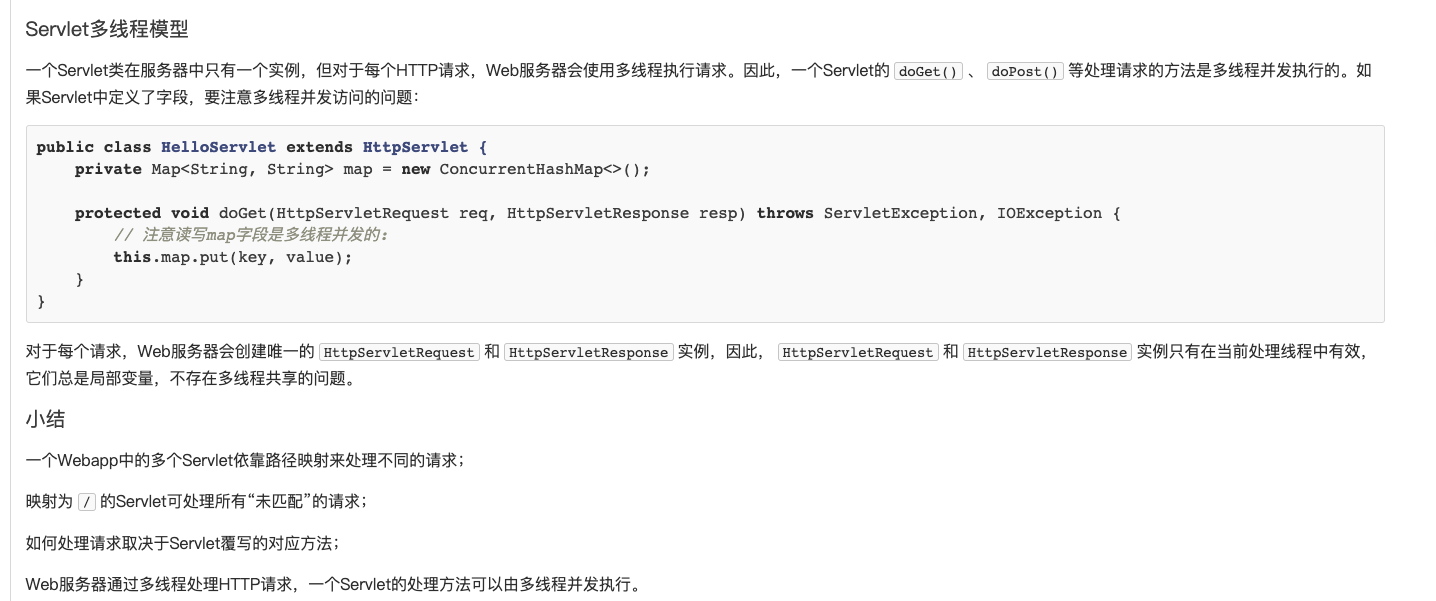 Servlet多线程模型
一个Servlet类在服务器中只有一个实例，但对于每个HTTP请求，Web服务器会使用多线程执行请求。因此，一个Servlet的 doGet() 、 doPost() 等处理请求的方法是多线程并发执行的。如
果Servlet中定义了字段，要注意多线程并发访问的问题：
public class HelloServlet extends HttpServlet {
    private Map<String, String> map = new ConcurrentHashMap<>();
    protected void doGet(HttpServletRequest req, HttpServletResponse resp) throws ServletException, IOException {
        // 注意读写map字段是多线程并发的：
        this.map.put(key, value);
    }
}
对于每个请求，Web服务器会创建唯一的 HttpServletRequest 和 HttpServletResponse 实例，因此， HttpServletRequest 和 HttpServletResponse 实例只有在当前处理线程中有效，
它们总是局部变量，不存在多线程共享的问题。
小结
一个Webapp中的多个Servlet依靠路径映射来处理不同的请求；
映射为 / 的Servlet可处理所有“未匹配”的请求；
如何处理请求取决于Servlet覆写的对应方法；
Web服务器通过多线程处理HTTP请求，一个Servlet的处理方法可以由多线程并发执行。